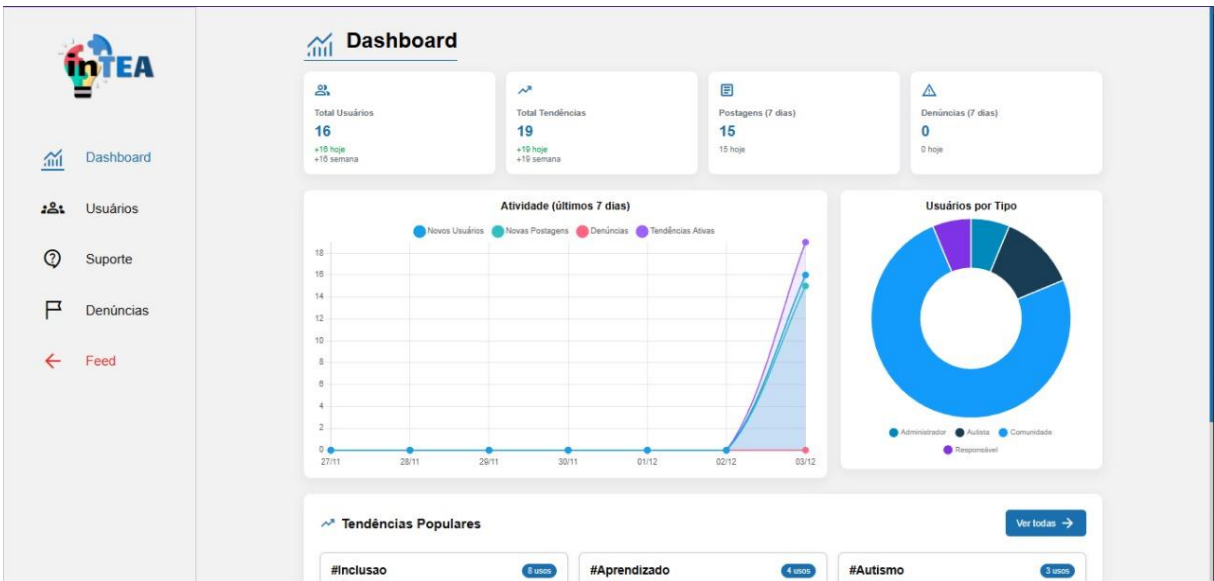 inTEA
Dashboard
Usuários
Suporte
Denúncias
Feed
Dashboard
Total Usuários
16
+16 hoje
+16 semana
Total Tendências
19
+19 hoje
+19 semana
Postagens (7 dias)
15
15 hoje
Denúncias (7 dias)
0
0 hoje
Atividade (últimos 7 dias)
Novos Usuários Novas Postagens Denúncias Tendências Ativas
18
16
14
12
10
8
6
4
2
0
27/11 28/11 29/11 30/11 01/12 02/12 03/12
Usuários por Tipo
Administrador Autista Comunidade
Responsável
Tendências Populares
Ver todas
#Inclusao 8 usos
#Aprendizado 4 usos
#Autismo 3 usos